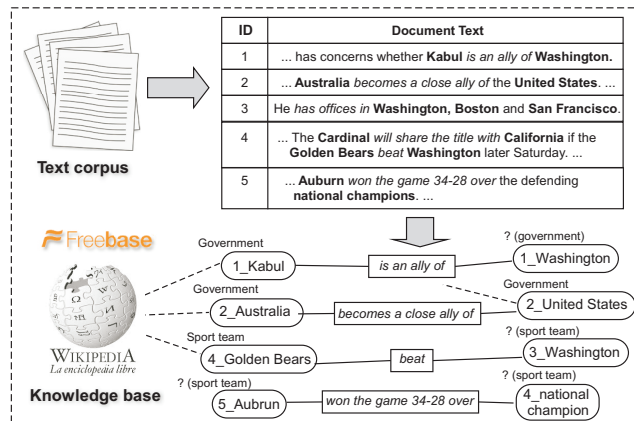 ID Document Text
1 ... has concerns whether Kabul is an ally of Washington.
2 ... Australia becomes a close ally of the United States. ...
3 He has offices in Washington, Boston and San Francisco.
4 ... The Cardinal will share the title with California if the
Golden Bears beat Washington later Saturday. ...
5 ... Auburn won the game 34-28 over the defending
national champions. ...
Text corpus
Freebase
WIKIPEDIA
La enciclopedia libre
Knowledge base
Government
1_Kabul
is an ally of
? (government)
1_Washington
Government
2_Australia
becomes a close ally of
Government
2_United States
Sport team
4_Golden Bears
beat
? (sport team)
3_Washington
? (sport team)
5_Aubrun
won the game 34-28 over
? (sport team)
4_national
champion